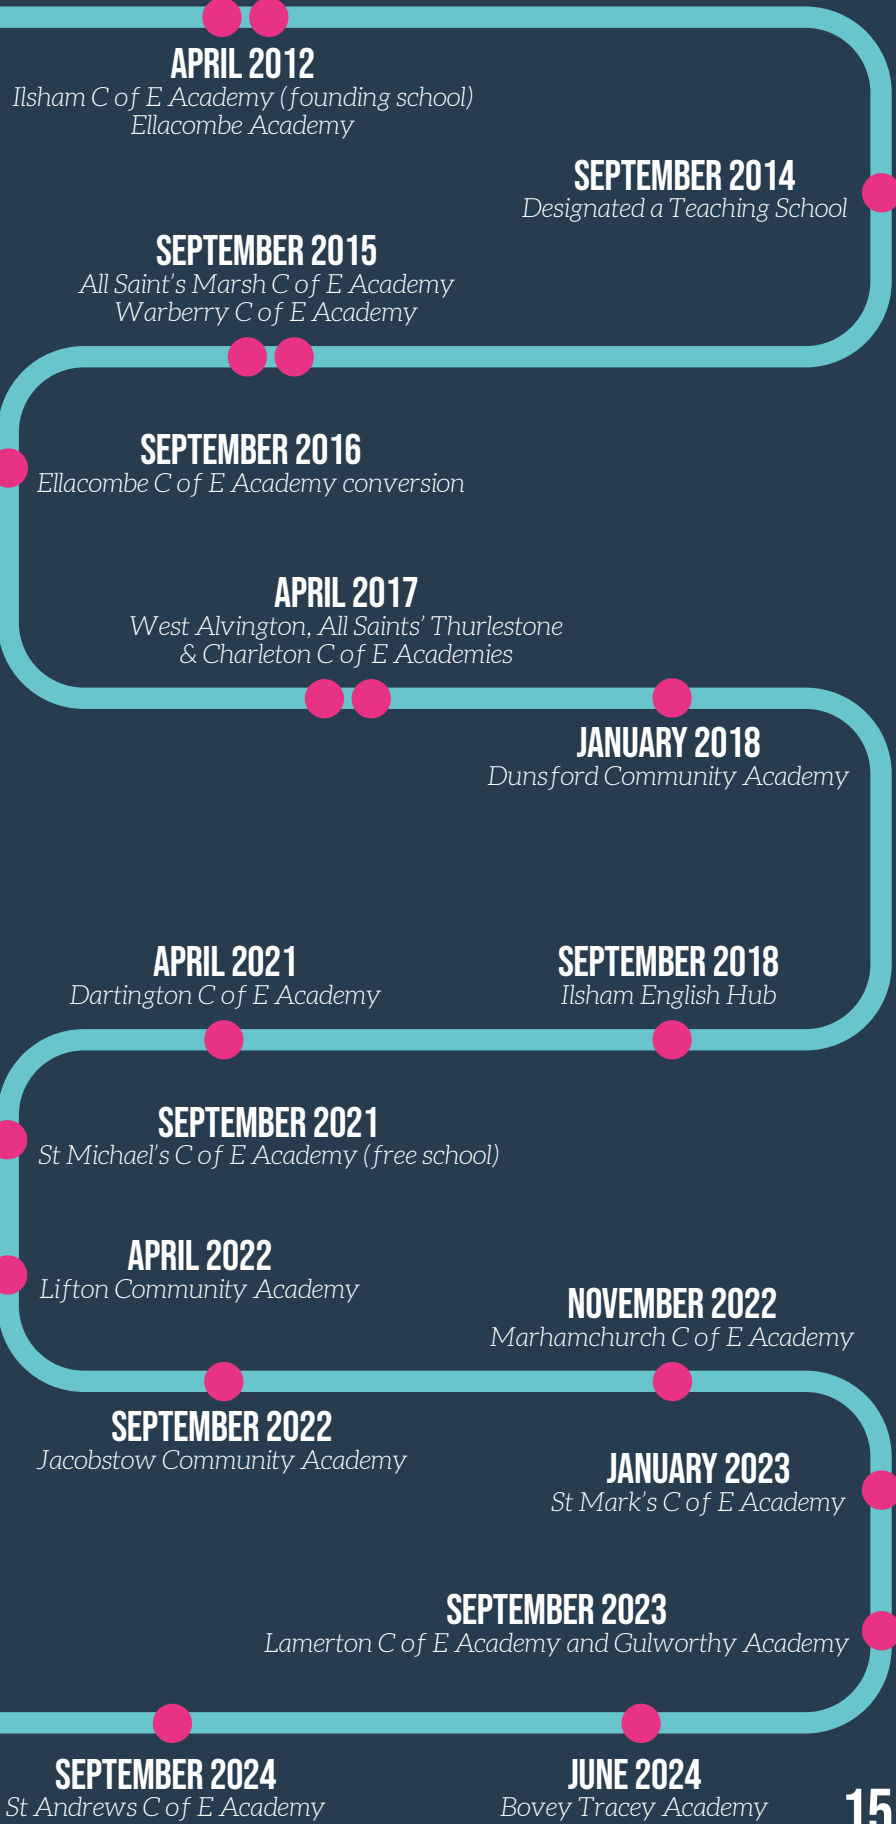 APRIL 2012
Ilsham C of E Academy (founding school)
Ellacombe Academy
SEPTEMBER 2014
Designated a Teaching School
SEPTEMBER 2015
All Saint's Marsh C of E Academy
Warberry C of E Academy
SEPTEMBER 2016
Ellacombe C of E Academy conversion
APRIL 2017
West Alvington, All Saints' Thurlestone
& Charleton C of E Academies
JANUARY 2018
Dunsford Community Academy
SEPTEMBER 2018
Ilsham English Hub
APRIL 2021
Dartington C of E Academy
SEPTEMBER 2021
St Michael's C of E Academy (free school)
APRIL 2022
Lifton Community Academy
SEPTEMBER 2022
Jacobstow Community Academy
NOVEMBER 2022
Marhamchurch C of E Academy
JANUARY 2023
St Mark's C of E Academy
SEPTEMBER 2023
Lamerton C of E Academy and Gulworthy Academy
JUNE 2024
Bovey Tracey Academy
SEPTEMBER 2024
St Andrews C of E Academy
15